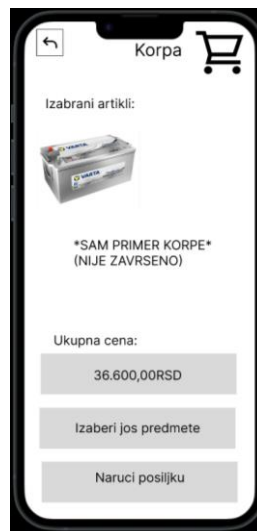 Korpa
Izabrani artikli:
VARTA
VARTA
*SAM PRIMER KORPE*
(NIJE ZAVRSENO)
Ukupna cena:
36.600,00RSD
Izaberi jos predmete
Naruci posiljku